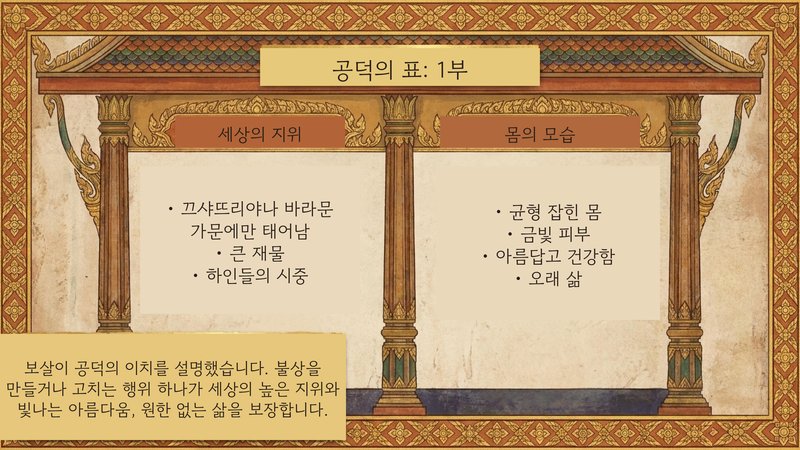 공덕의 표: 1부
세상의 지위
• 끄샤뜨리야나 바라문
가문에만 태어남
• 큰 재물
• 하인들의 시중
몸의 모습
• 균형 잡힌 몸
• 금빛 피부
• 아름답고 건강함
• 오래 삶
보살이 공덕의 이치를 설명했습니다. 불상을
만들거나 고치는 행위 하나가 세상의 높은 지위와
빛나는 아름다움, 원한 없는 삶을 보장합니다.